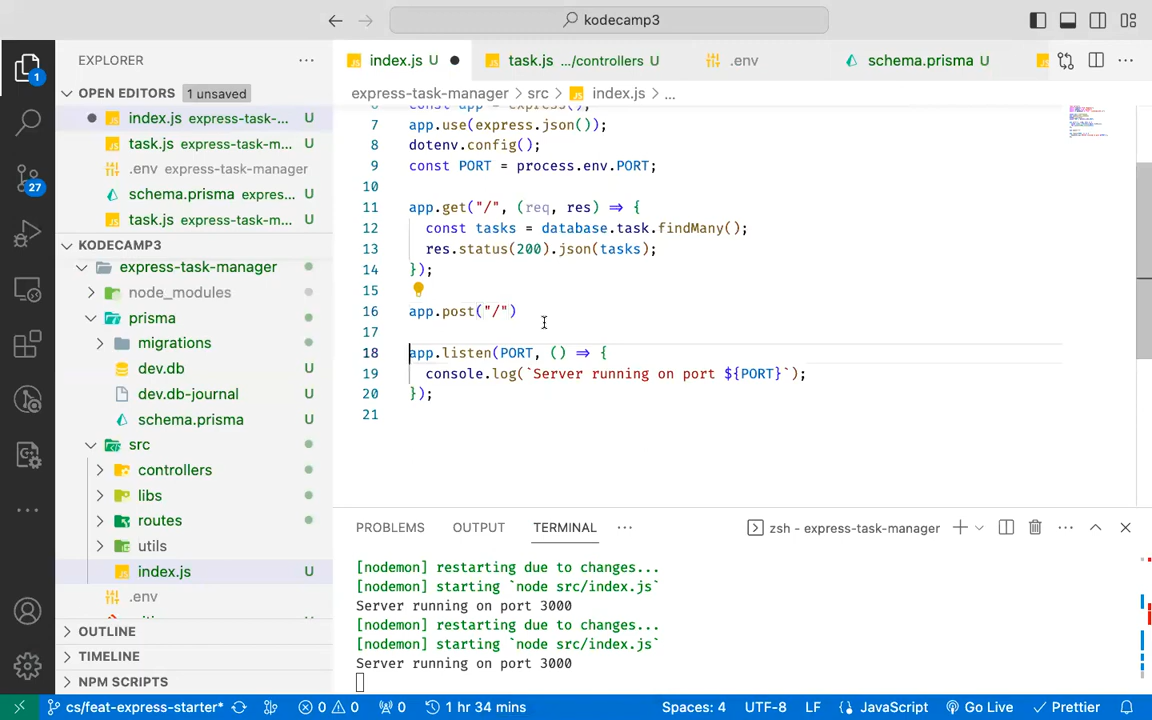 kodecamp3
EXPLORER
OPEN EDITORS 1 unsaved
index.js express-task-... U
task.js express-task-m... U
.env express-task-manager
schema.prisma expres... U
task.js express-task-m... U
KODECAMP3
express-task-manager
node_modules
prisma
migrations
dev.db U
dev.db-journal U
schema.prisma U
src
controllers
libs
routes
utils
index.js U
.env
OUTLINE
TIMELINE
NPM SCRIPTS
1
27
index.js U
task.js .../controllers U
.env
schema.prisma U
express-task-manager > src > index.js > ...
6 const app = express();
7 app.use(express.json());
8 dotenv.config();
9 const PORT = process.env.PORT;
10
11 app.get("/", (req, res) => {
12 const tasks = database.task.findMany();
13 res.status(200).json(tasks);
14 });
15
16 app.post("/")
17
18 app.listen(PORT, () => {
19 console.log(`Server running on port ${PORT}`);
20 });
21
PROBLEMS OUTPUT TERMINAL
zsh - express-task-manager
[nodemon] restarting due to changes...
[nodemon] starting `node src/index.js`
Server running on port 3000
[nodemon] restarting due to changes...
[nodemon] starting `node src/index.js`
Server running on port 3000
cs/feat-express-starter* 0 0 0 1 hr 34 mins Spaces: 4 UTF-8 LF JavaScript Go Live Prettier